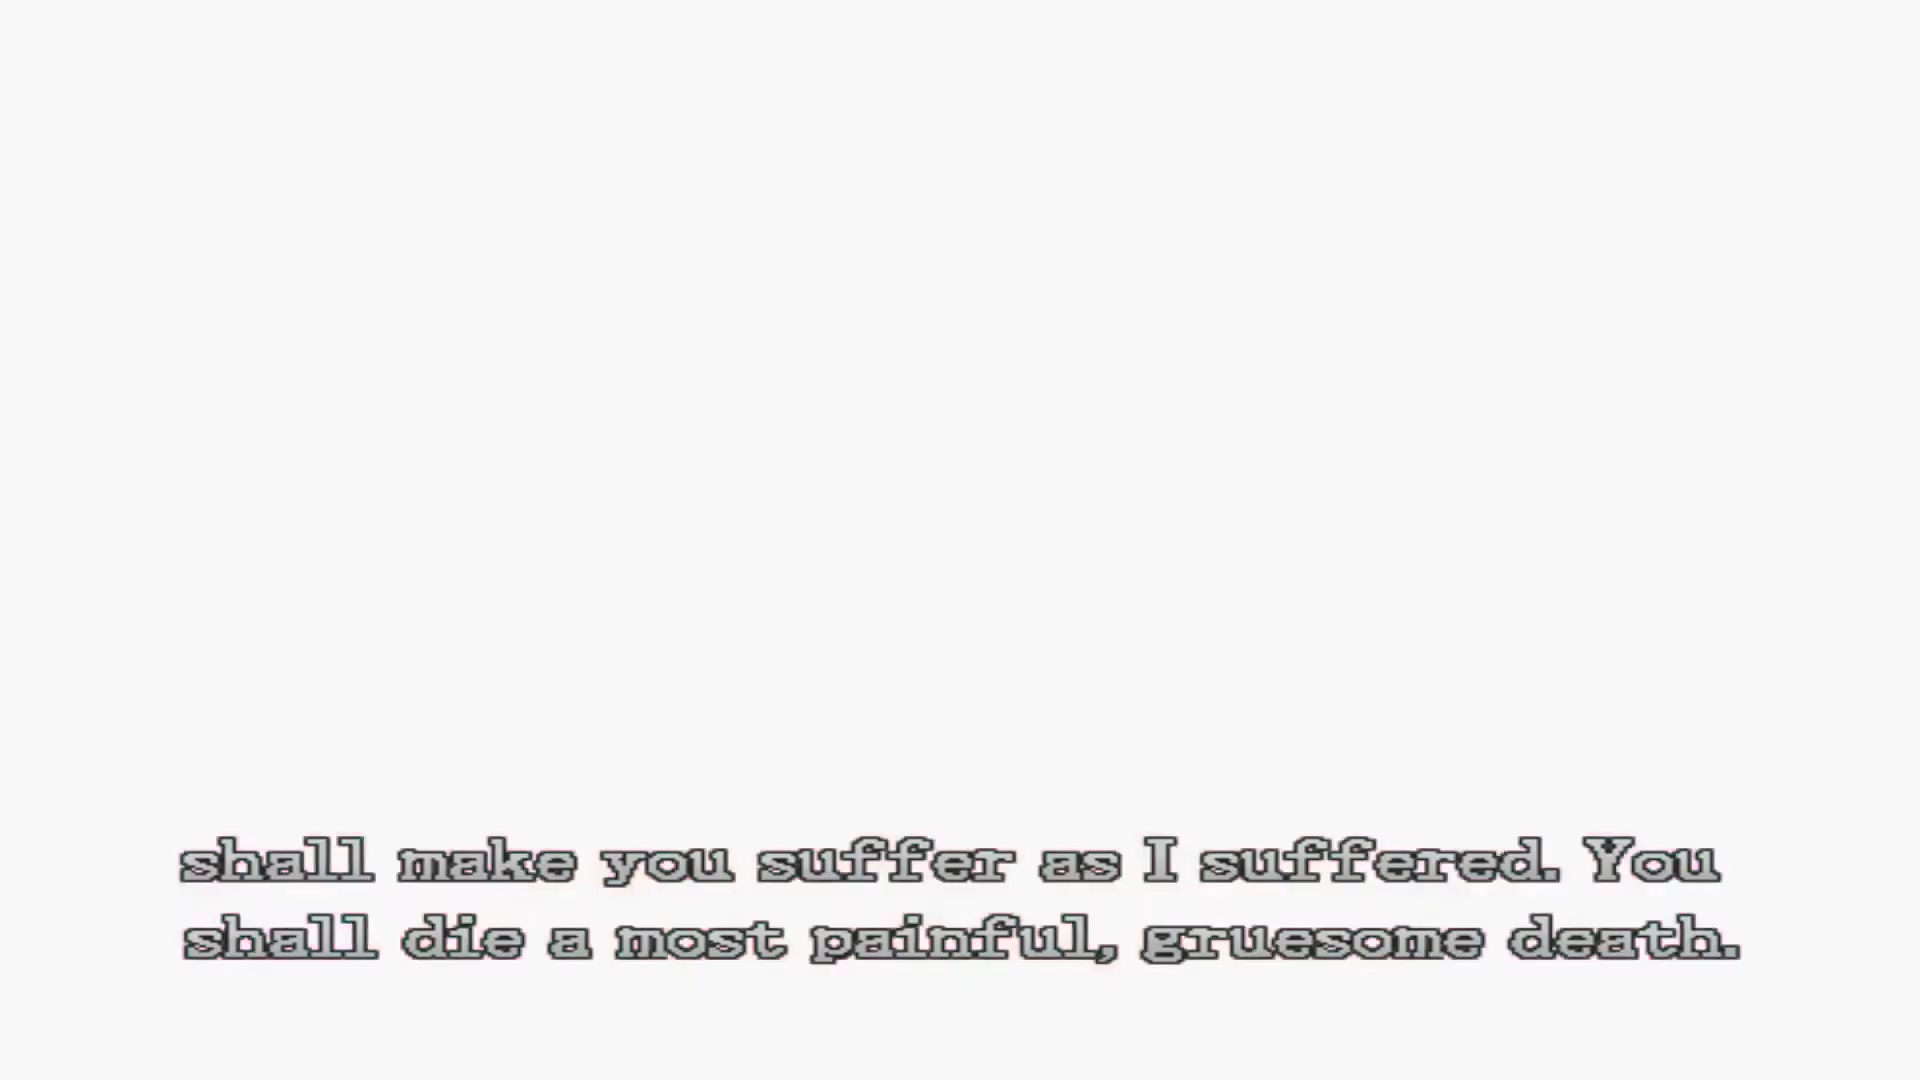 shall make you suffer as I suffered. You
shall die a most painful, gruesome death.